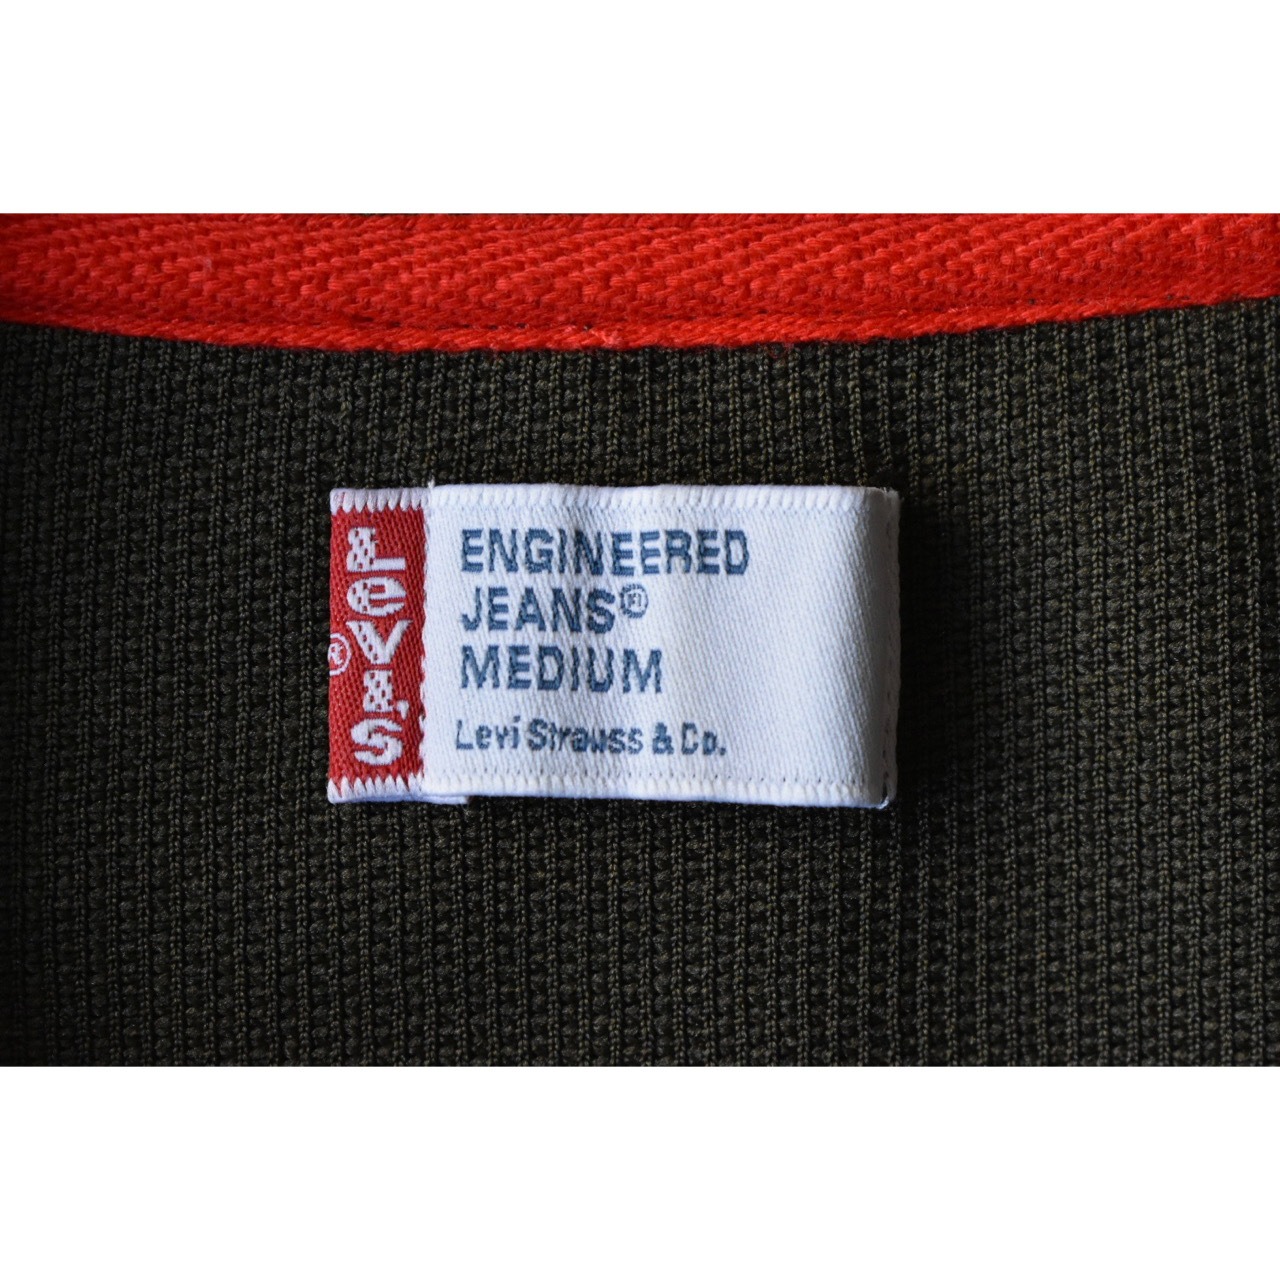 LEVI'S®
ENGINEERED
JEANS®
MEDIUM
Levi Strauss & Co.